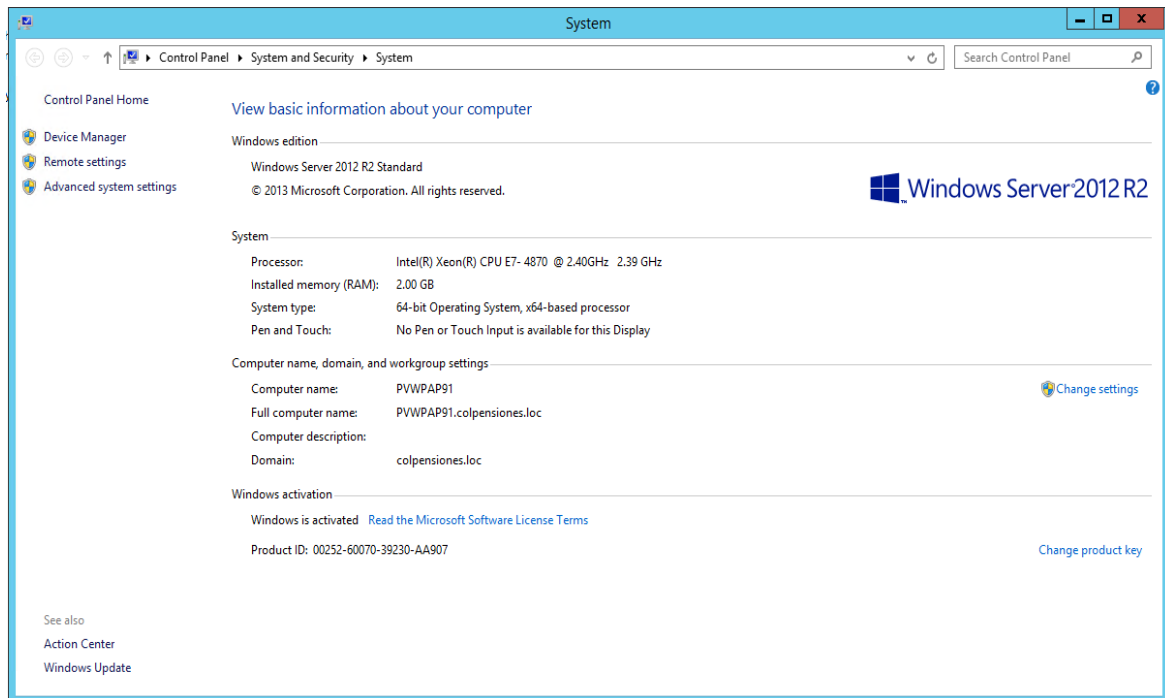 System
Control Panel System and Security System
Search Control Panel
Control Panel Home
Device Manager
Remote settings
Advanced system settings
View basic information about your computer
Windows edition
Windows Server 2012 R2 Standard
© 2013 Microsoft Corporation. All rights reserved.
Windows Server 2012 R2
System
Processor: Intel(R) Xeon(R) CPU E7- 4870 @ 2.40GHz 2.39 GHz
Installed memory (RAM): 2.00 GB
System type: 64-bit Operating System, x64-based processor
Pen and Touch: No Pen or Touch Input is available for this Display
Computer name, domain, and workgroup settings
Computer name: PVWPAP91 Change settings
Full computer name: PVWPAP91.colpensiones.loc
Computer description:
Domain: colpensiones.loc
Windows activation
Windows is activated Read the Microsoft Software License Terms
Product ID: 00252-60070-39230-AA907 Change product key
See also
Action Center
Windows Update